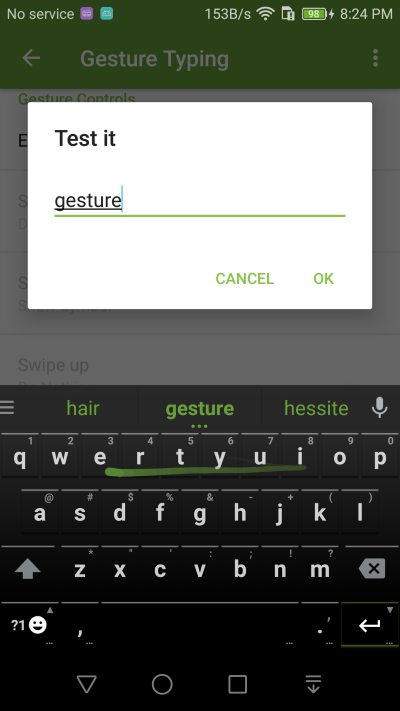 No service 153B/s 98 8:24 PM
Gesture Typing
Gesture Controls
Test it
gesture
CANCEL OK
Swipe up
hair gesture hessite
1 2 3 4 5 6 7 8 9 0
q w e r t y u i o p
@ # $ % & - + ( )
a s d f g h j k l
* " ' : ; ! ?
z x c v b n m
?1 , . ,